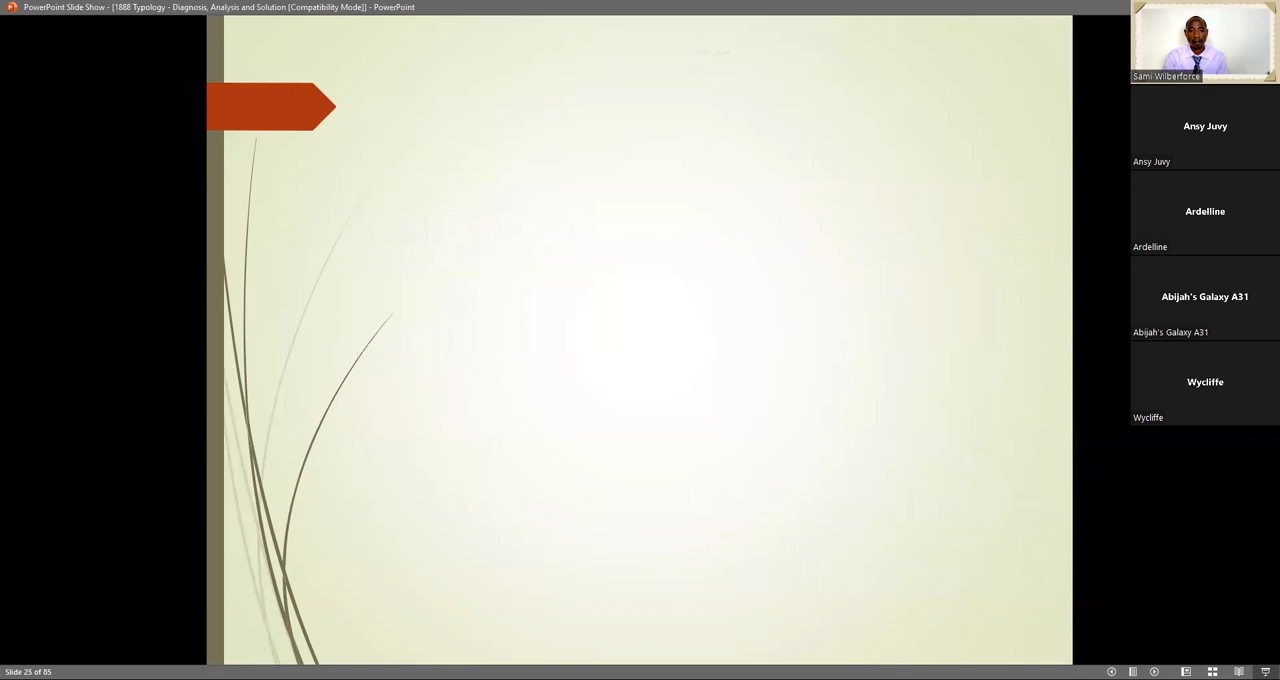 PowerPoint Slide Show - [1888 Typology - Diagnosis, Analysis and Solution [Compatibility Mode]] - PowerPoint
Sami Wilberforce
Ansy Juvy
Ansy Juvy
Ardelline
Ardelline
Abijah's Galaxy A31
Abijah's Galaxy A31
Wycliffe
Wycliffe
Slide 25 of 85